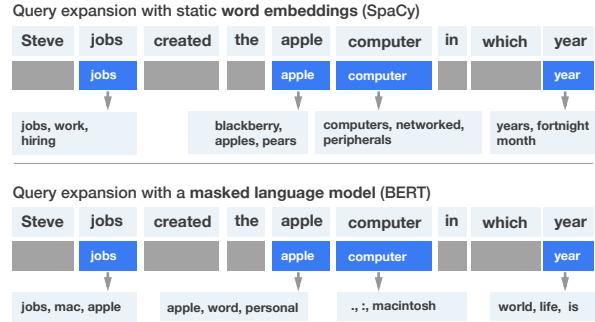 Query expansion with static word embeddings (SpaCy)
Steve jobs created the apple computer in which year
jobs apple computer year
jobs, work, hiring
blackberry, apples, pears
computers, networked, peripherals
years, fortnight month
Query expansion with a masked language model (BERT)
Steve jobs created the apple computer in which year
jobs apple computer year
jobs, mac, apple
apple, word, personal
., :, macintosh
world, life, is